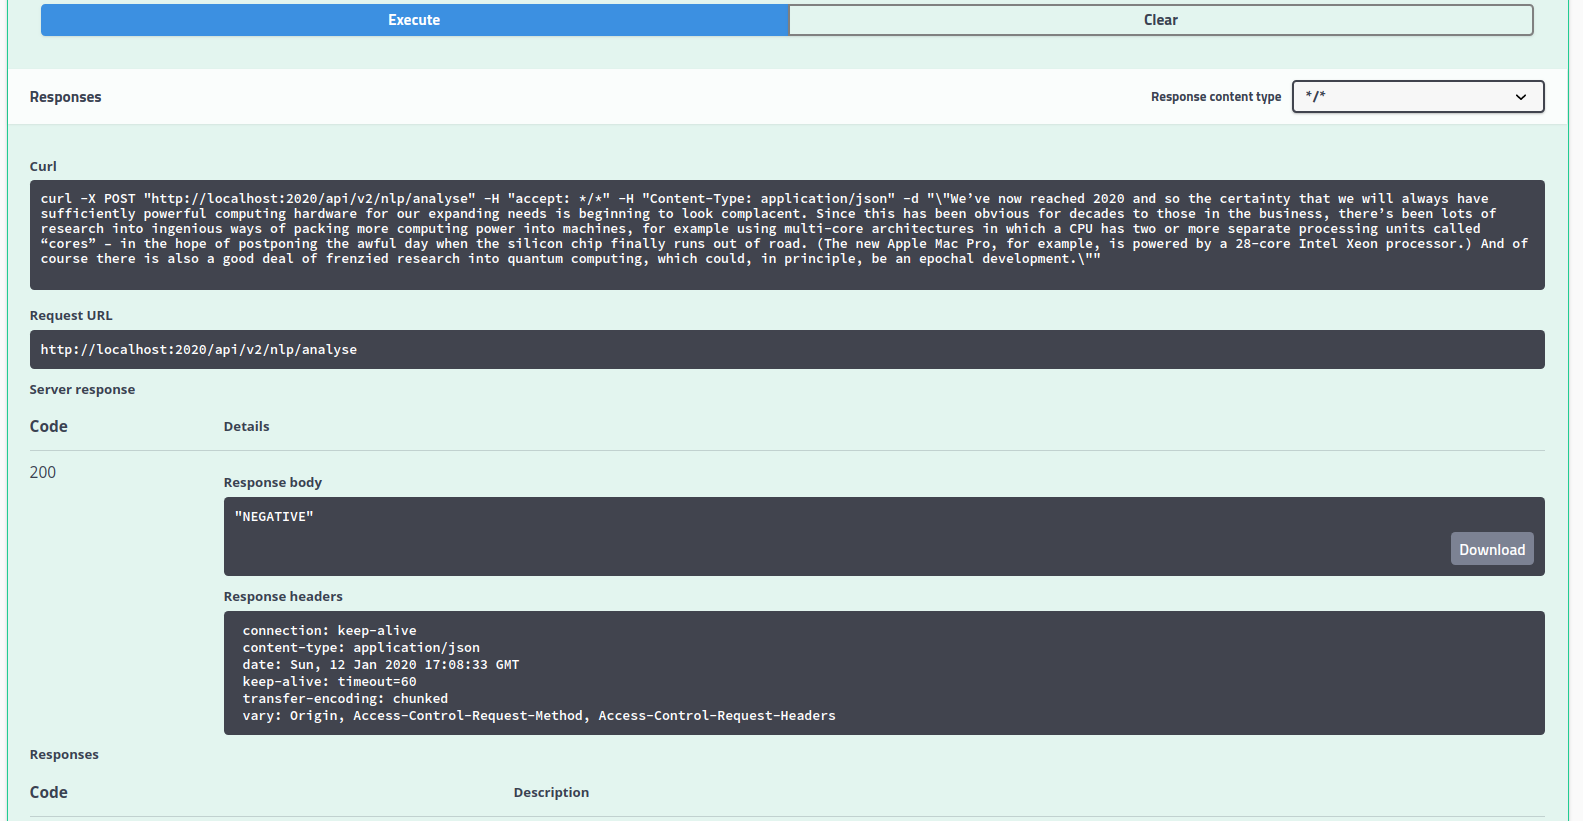 Execute
Clear
Responses
Response content type
*/*
Curl
curl -X POST "http://localhost:2020/api/v2/nlp/analyse" -H "accept: */*" -H "Content-Type: application/json" -d "\"We’ve now reached 2020 and so the certainty that we will always have
sufficiently powerful computing hardware for our expanding needs is beginning to look complacent. Since this has been obvious for decades to those in the business, there’s been lots of
research into ingenious ways of packing more computing power into machines, for example using multi-core architectures in which a CPU has two or more separate processing units called
“cores” – in the hope of postponing the awful day when the silicon chip finally runs out of road. (The new Apple Mac Pro, for example, is powered by a 28-core Intel Xeon processor.) And of
course there is also a good deal of frenzied research into quantum computing, which could, in principle, be an epochal development.\""
Request URL
http://localhost:2020/api/v2/nlp/analyse
Server response
Code
Details
200
Response body
"NEGATIVE"
Download
Response headers
connection: keep-alive
content-type: application/json
date: Sun, 12 Jan 2020 17:08:33 GMT
keep-alive: timeout=60
transfer-encoding: chunked
vary: Origin, Access-Control-Request-Method, Access-Control-Request-Headers
Responses
Code
Description